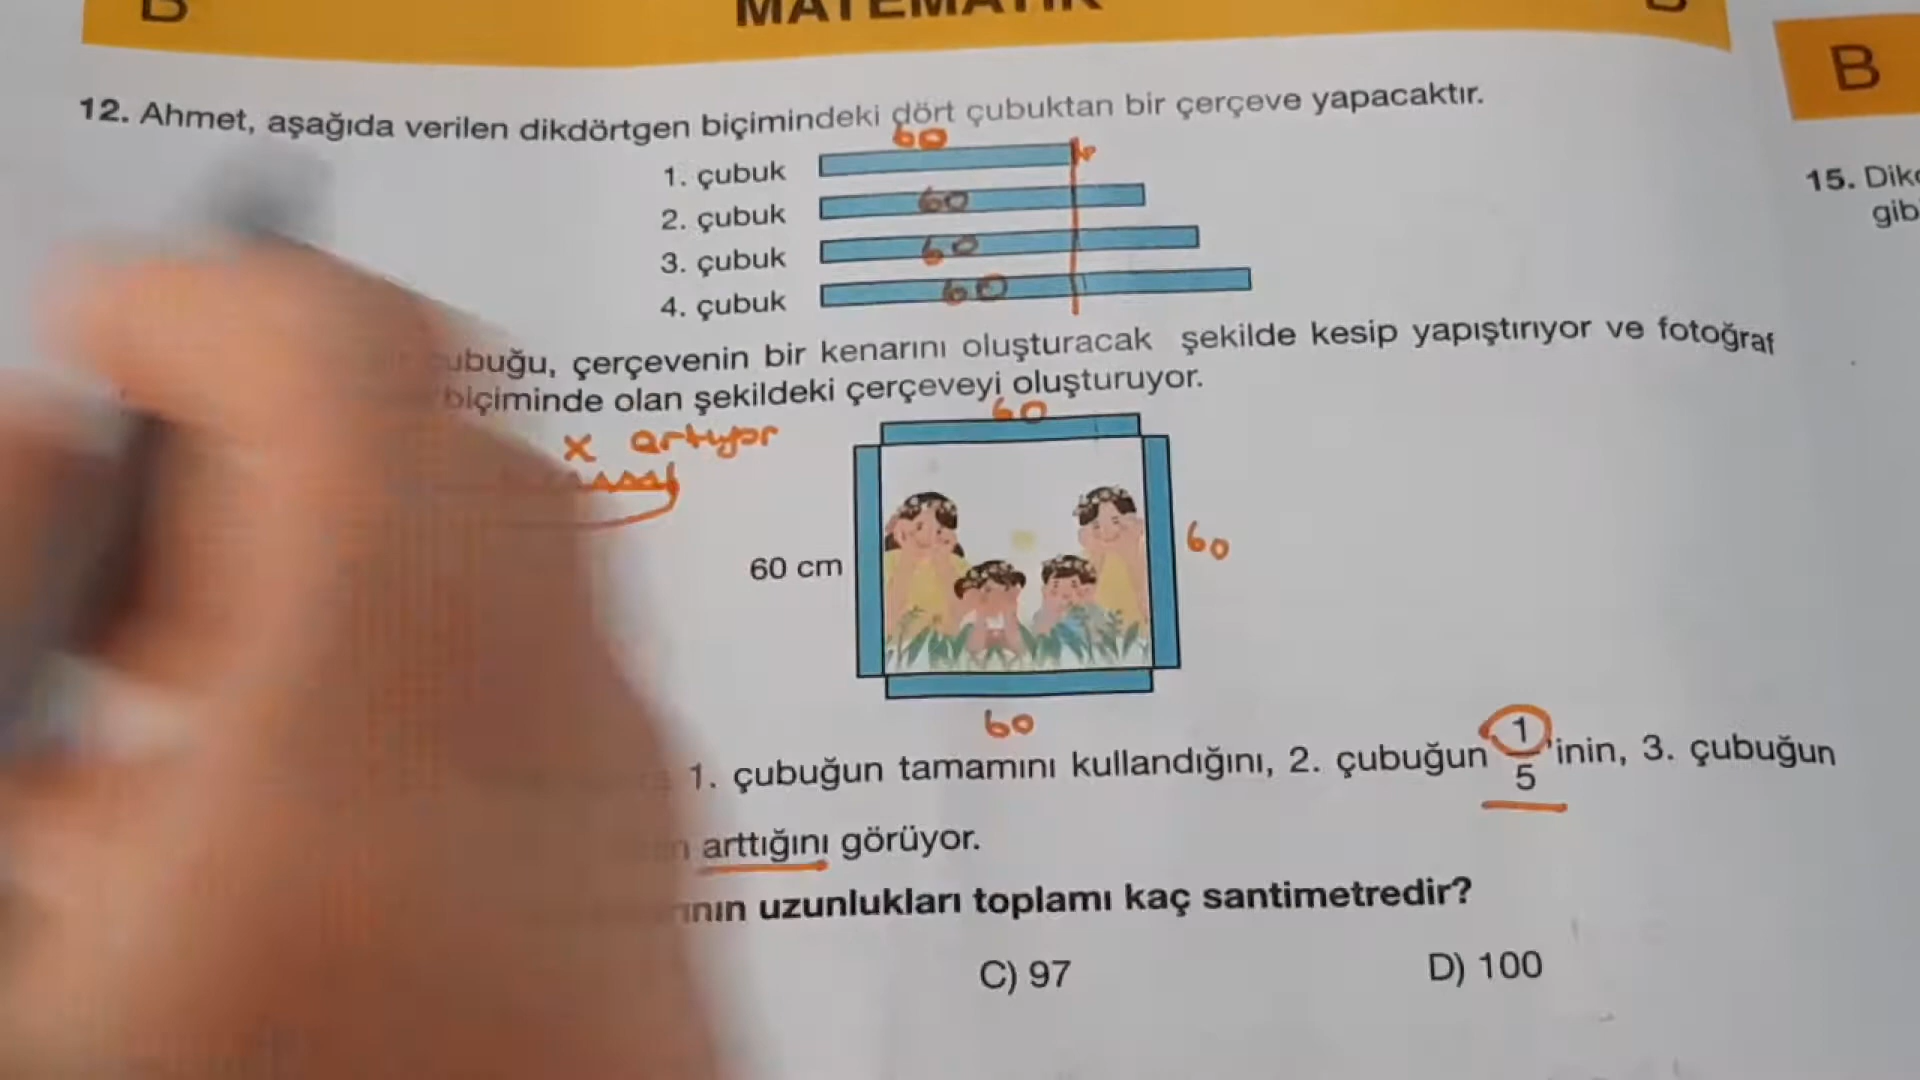 MATEMATİK
B
12. Ahmet, aşağıda verilen dikdörtgen biçimindeki dört çubuktan bir çerçeve yapacaktır.
60
1. çubuk
60
2. çubuk
60
3. çubuk
60
4. çubuk
15.
gib
çerçevenin bir kenarını oluşturacak şekilde kesip yapıştırıyor ve fotoğraf
biçiminde olan şekildeki çerçeveyi oluşturuyor.
x artıyor
60
60 cm
60
60
1. çubuğun tamamını kullandığını, 2. çubuğun 1/5'inin, 3. çubuğun
arttığını görüyor.
uzunlukları toplamı kaç santimetredir?
C) 97
D) 100